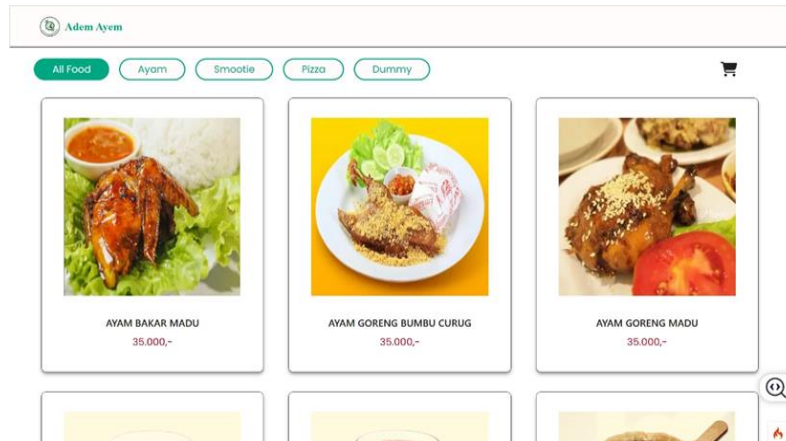 Adem Ayem
All Food
Ayam
Smootie
Pizza
Dummy
AYAM BAKAR MADU
35.000,-
AYAM GORENG BUMBU CURUG
35.000,-
AYAM GORENG MADU
35.000,-